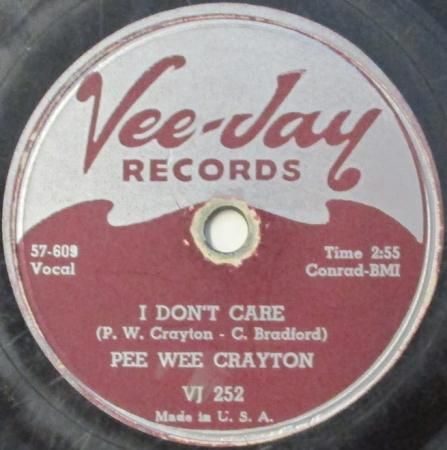 Vee-Jay
RECORDS
57-609
Vocal
Time 2:55
Conrad-BMI
I DON'T CARE
(P. W. Crayton - C. Bradford)
PEE WEE CRAYTON
VJ 252
Made in U. S. A.